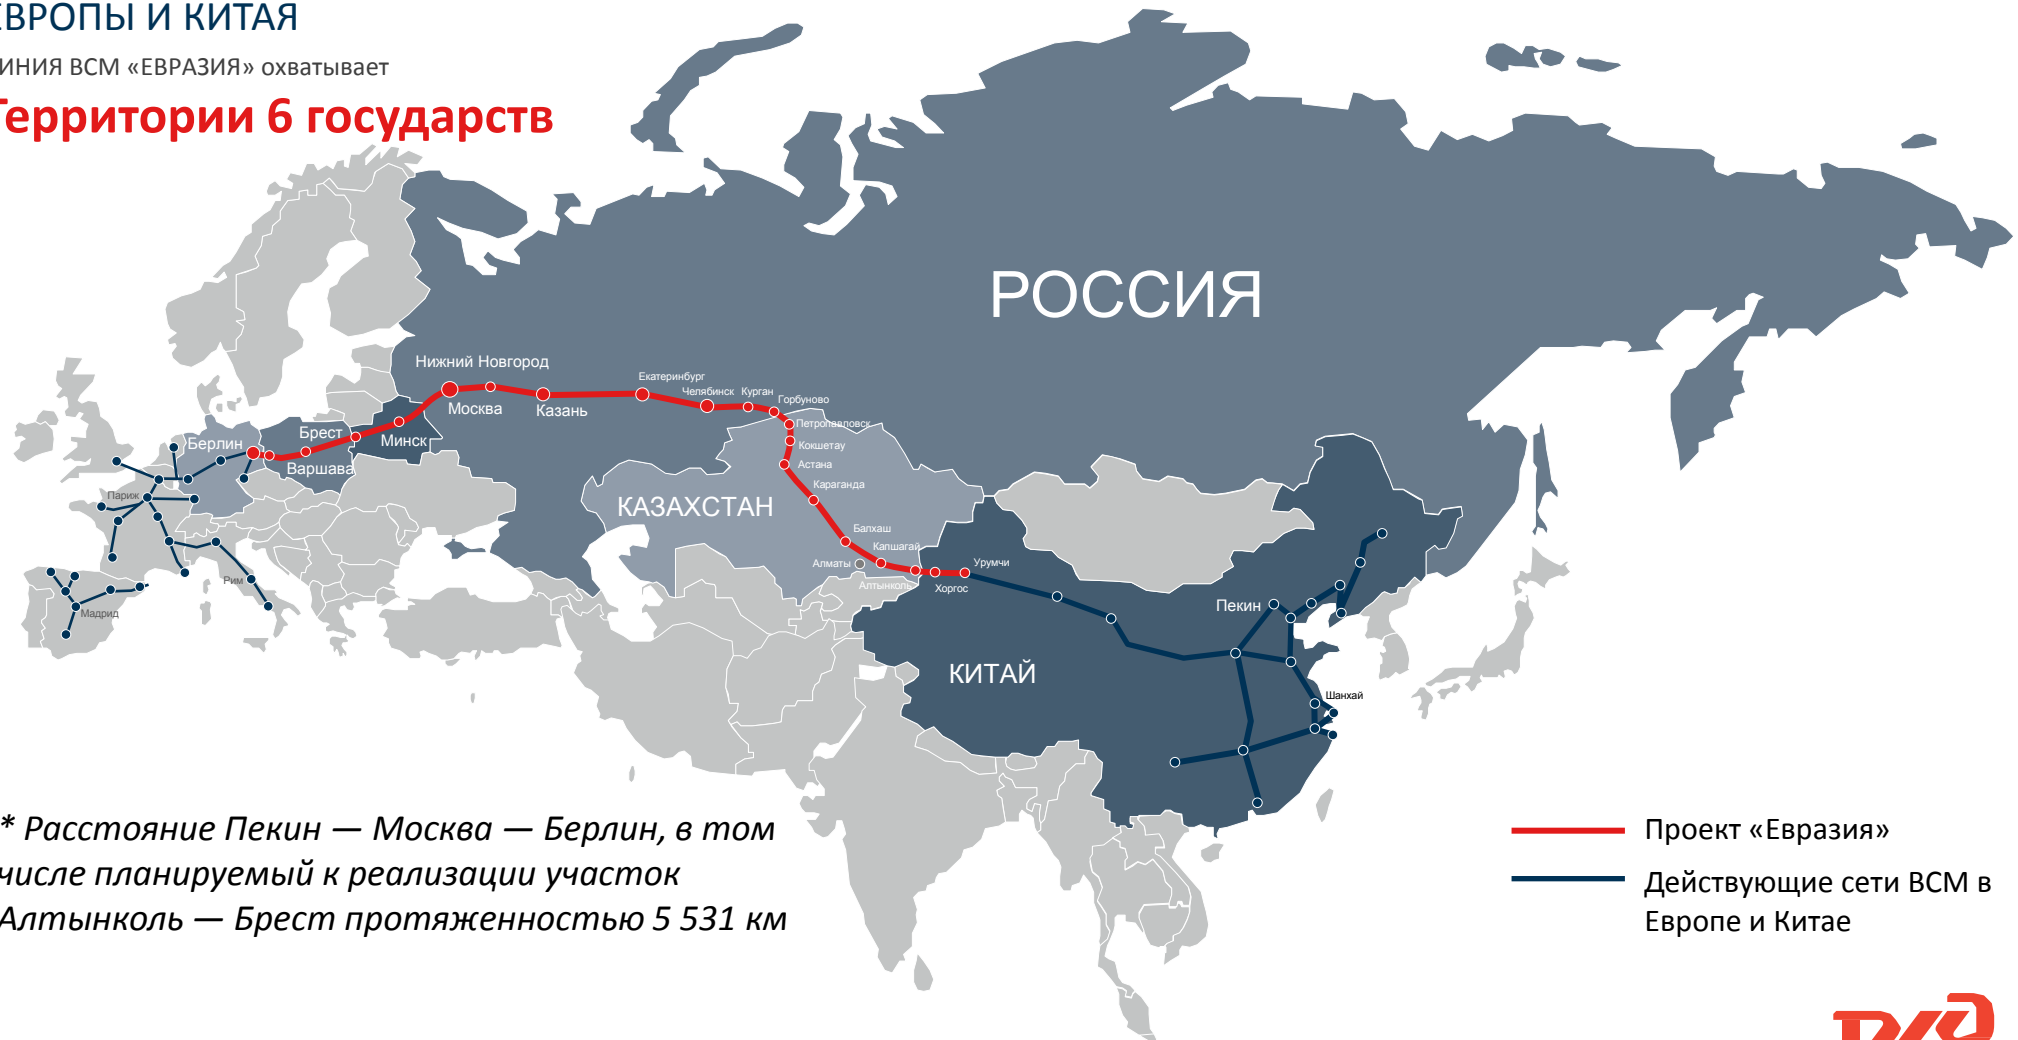 ЕВРОПЫ И КИТАЯ
ИНИЯ ВСМ «ЕВРАЗИЯ» охватывает
Территории 6 государств
РОССИЯ
Нижний Новгород
Екатеринбург
Челябинск
Курган
Горбуново
Москва
Казань
Петропавловск
Брест
Минск
Берлин
Варшава
Кокшетау
Астана
Караганда
Париж
КАЗАХСТАН
Балхаш
Капшагай
Алматы
Урумчи
Алтынколь
Хоргос
Рим
Мадрид
Пекин
КИТАЙ
Шанхай
* Расстояние Пекин — Москва — Берлин, в том
числе планируемый к реализации участок
Алтынколь — Брест протяженностью 5 531 км
Проект «Евразия»
Действующие сети ВСМ в
Европе и Китае